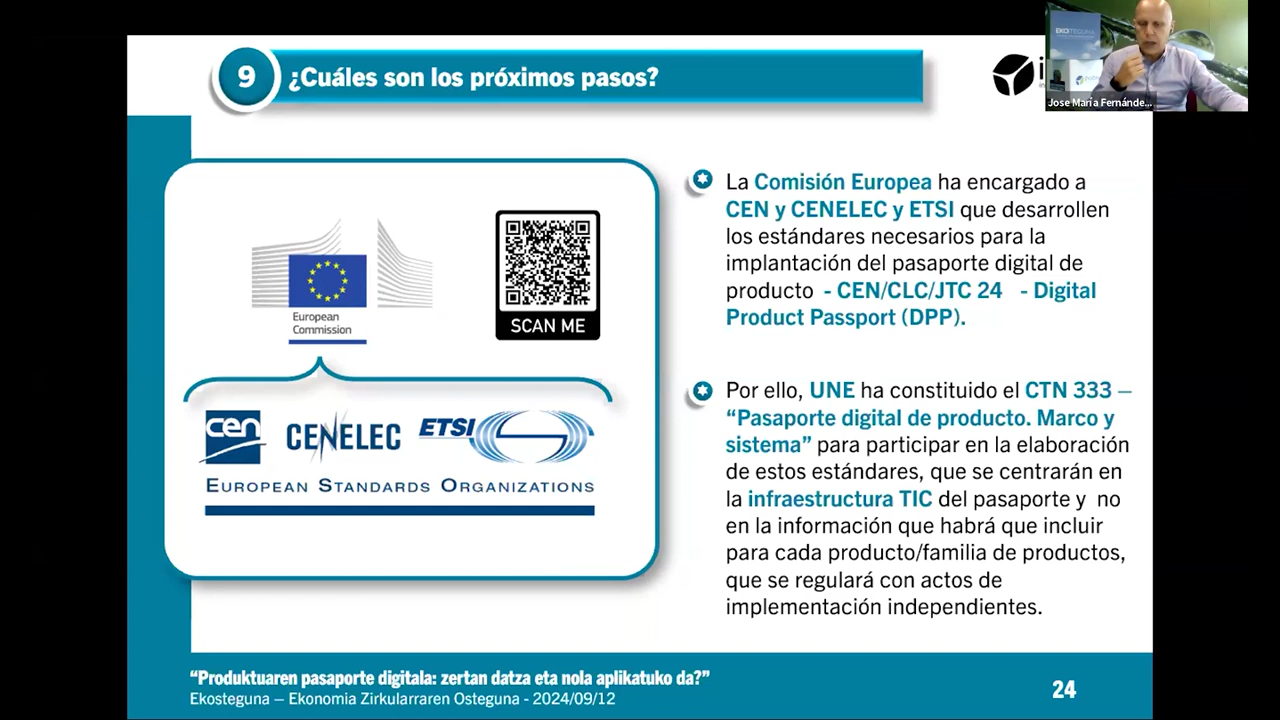 9 ¿Cuáles son los próximos pasos?
EKOSTEGUNA
Jose María Fernánde...
European
Commission
SCAN ME
cen CENELEC ETSI
EUROPEAN STANDARDS ORGANIZATIONS
La Comisión Europea ha encargado a
CEN y CENELEC y ETSI que desarrollen
los estándares necesarios para la
implantación del pasaporte digital de
producto - CEN/CLC/JTC 24 - Digital
Product Passport (DPP).
Por ello, UNE ha constituido el CTN 333 –
“Pasaporte digital de producto. Marco y
sistema” para participar en la elaboración
de estos estándares, que se centrarán en
la infraestructura TIC del pasaporte y no
en la información que habrá que incluir
para cada producto/familia de productos,
que se regulará con actos de
implementación independientes.
“Produktuaren pasaporte digitala: zertan datza eta nola aplikatuko da?”
Ekosteguna – Ekonomia Zirkularraren Osteguna - 2024/09/12
24